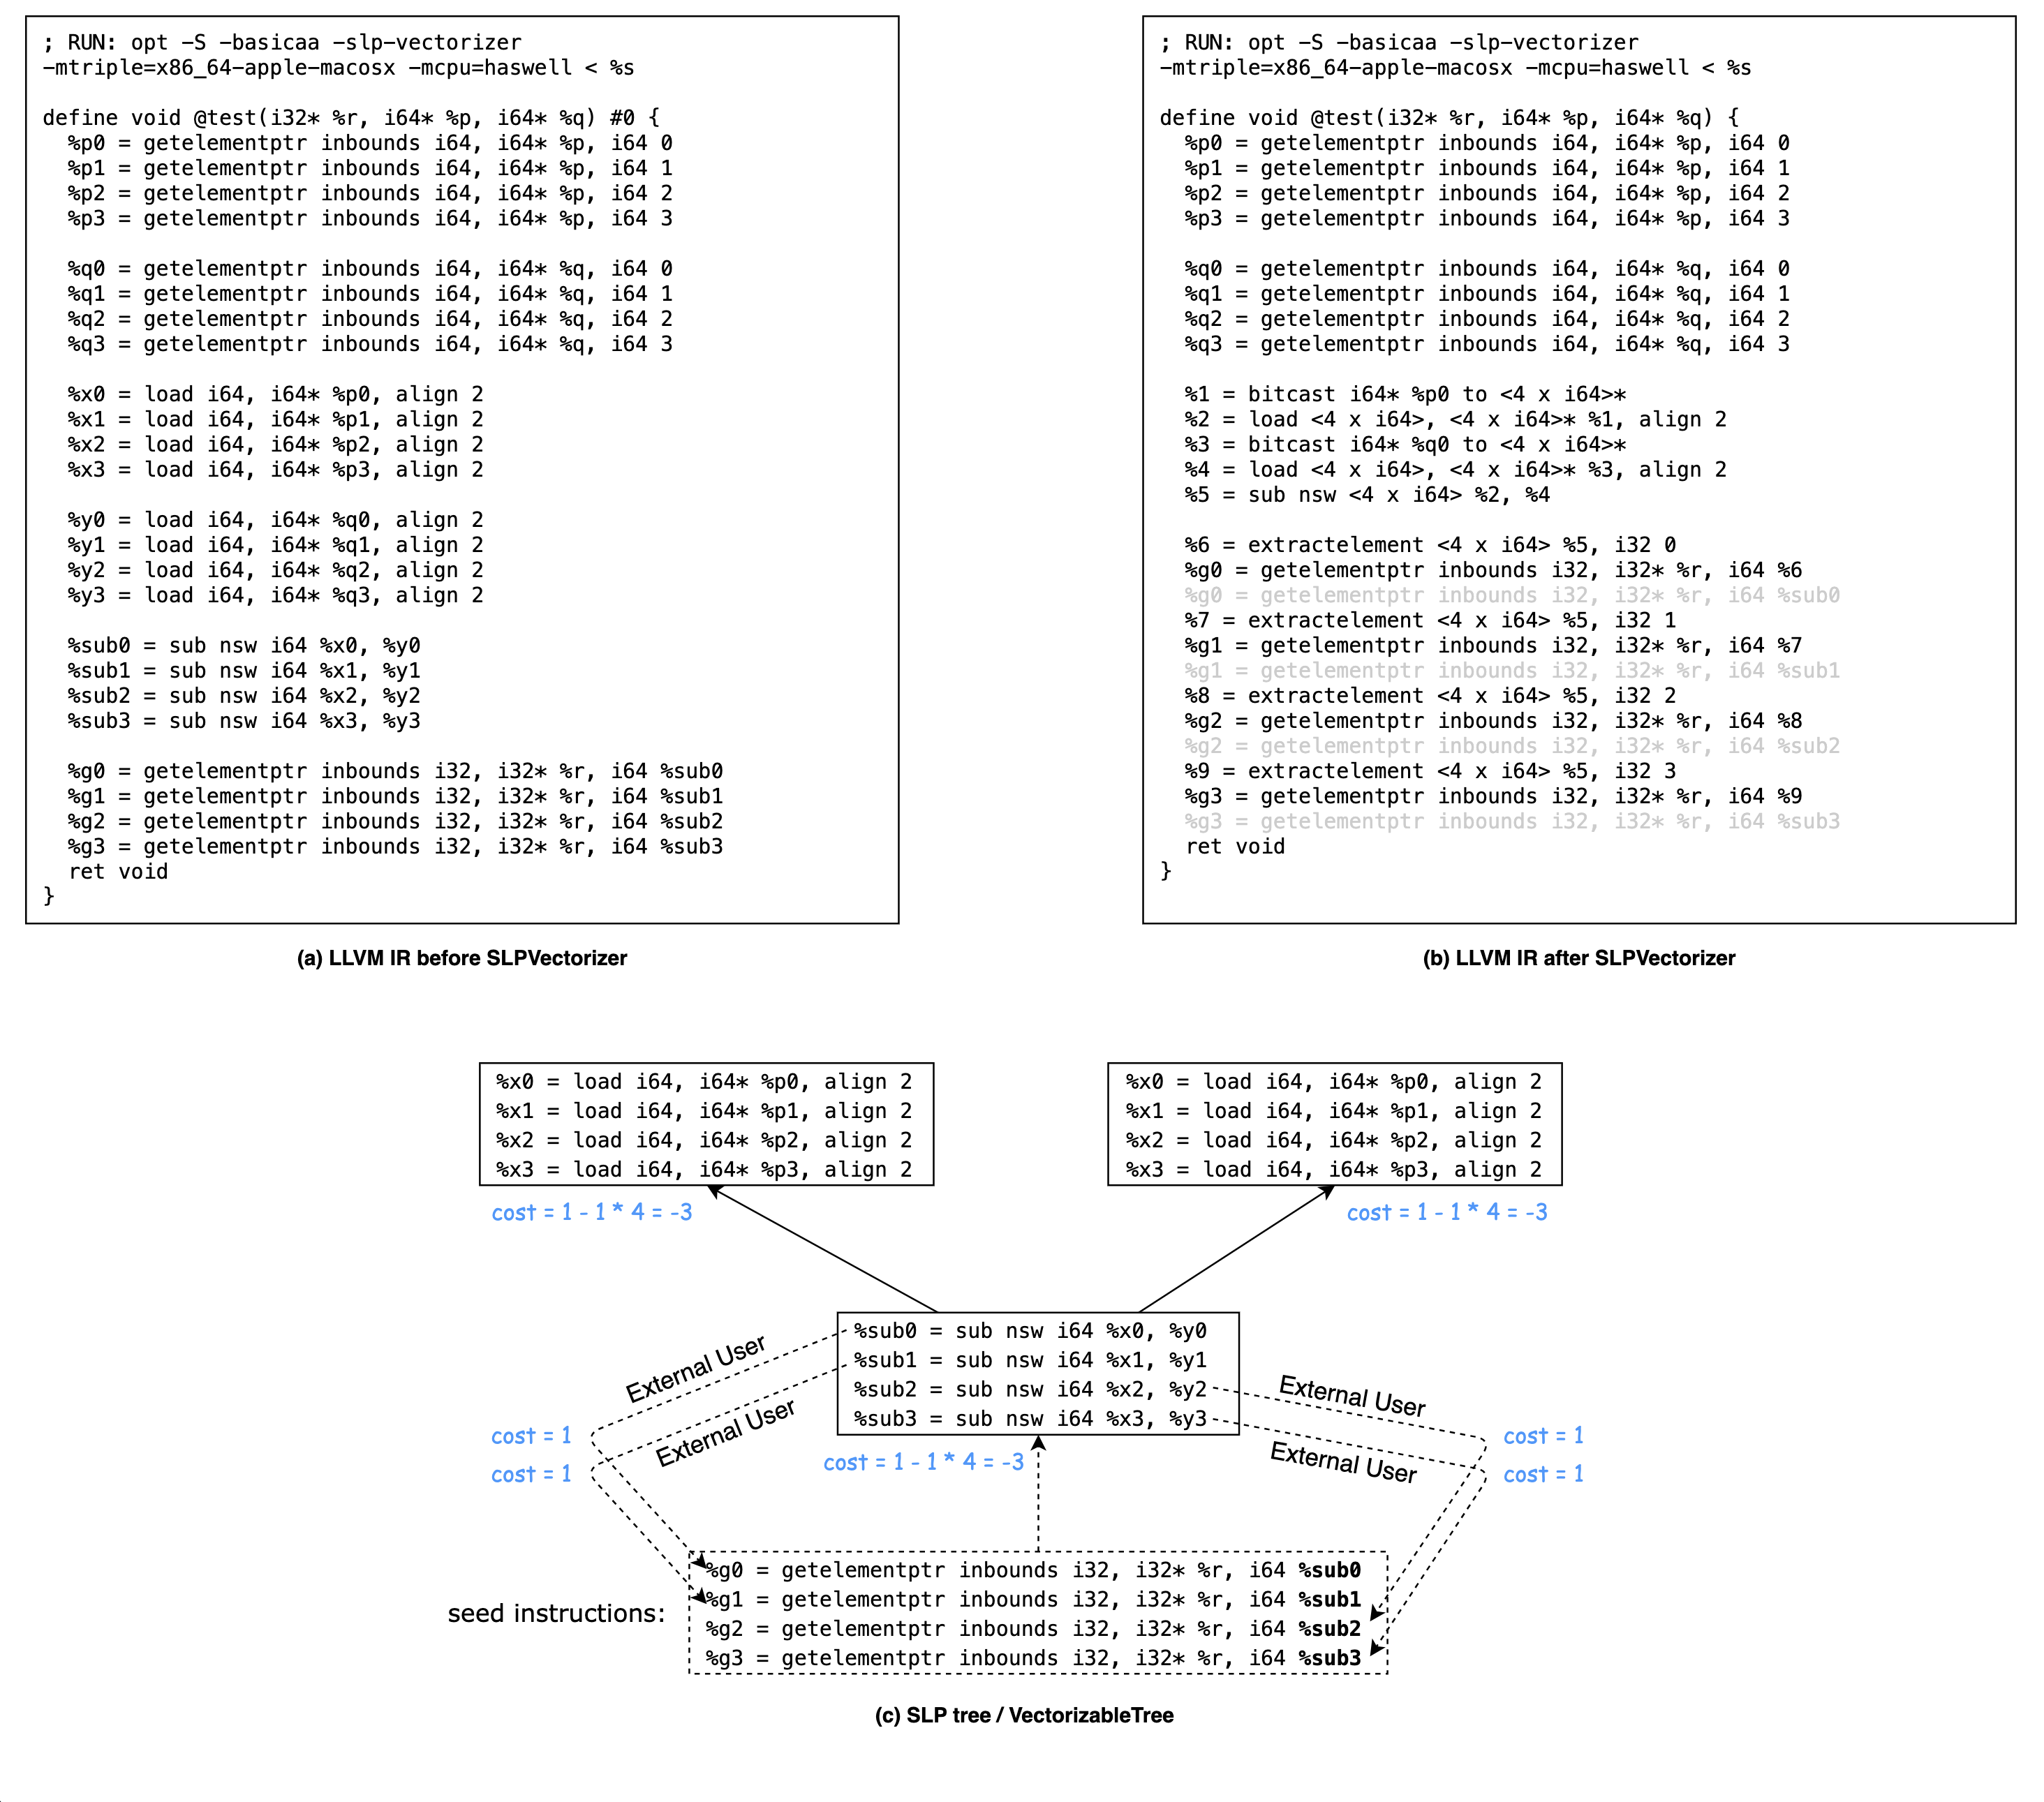 ; RUN: opt -S -basicaa -slp-vectorizer
-mtriple=x86_64-apple-macosx -mcpu=haswell < %s
define void @test(i32* %r, i64* %p, i64* %q) #0 {
%p0 = getelementptr inbounds i64, i64* %p, i64 0
%p1 = getelementptr inbounds i64, i64* %p, i64 1
%p2 = getelementptr inbounds i64, i64* %p, i64 2
%p3 = getelementptr inbounds i64, i64* %p, i64 3
%q0 = getelementptr inbounds i64, i64* %q, i64 0
%q1 = getelementptr inbounds i64, i64* %q, i64 1
%q2 = getelementptr inbounds i64, i64* %q, i64 2
%q3 = getelementptr inbounds i64, i64* %q, i64 3
%x0 = load i64, i64* %p0, align 2
%x1 = load i64, i64* %p1, align 2
%x2 = load i64, i64* %p2, align 2
%x3 = load i64, i64* %p3, align 2
%y0 = load i64, i64* %q0, align 2
%y1 = load i64, i64* %q1, align 2
%y2 = load i64, i64* %q2, align 2
%y3 = load i64, i64* %q3, align 2
%sub0 = sub nsw i64 %x0, %y0
%sub1 = sub nsw i64 %x1, %y1
%sub2 = sub nsw i64 %x2, %y2
%sub3 = sub nsw i64 %x3, %y3
%g0 = getelementptr inbounds i32, i32* %r, i64 %sub0
%g1 = getelementptr inbounds i32, i32* %r, i64 %sub1
%g2 = getelementptr inbounds i32, i32* %r, i64 %sub2
%g3 = getelementptr inbounds i32, i32* %r, i64 %sub3
ret void
}
(a) LLVM IR before SLPVectorizer
; RUN: opt -S -basicaa -slp-vectorizer
-mtriple=x86_64-apple-macosx -mcpu=haswell < %s
define void @test(i32* %r, i64* %p, i64* %q) {
%p0 = getelementptr inbounds i64, i64* %p, i64 0
%p1 = getelementptr inbounds i64, i64* %p, i64 1
%p2 = getelementptr inbounds i64, i64* %p, i64 2
%p3 = getelementptr inbounds i64, i64* %p, i64 3
%q0 = getelementptr inbounds i64, i64* %q, i64 0
%q1 = getelementptr inbounds i64, i64* %q, i64 1
%q2 = getelementptr inbounds i64, i64* %q, i64 2
%q3 = getelementptr inbounds i64, i64* %q, i64 3
%1 = bitcast i64* %p0 to <4 x i64>*
%2 = load <4 x i64>, <4 x i64>* %1, align 2
%3 = bitcast i64* %q0 to <4 x i64>*
%4 = load <4 x i64>, <4 x i64>* %3, align 2
%5 = sub nsw <4 x i64> %2, %4
%6 = extractelement <4 x i64> %5, i32 0
%g0 = getelementptr inbounds i32, i32* %r, i64 %6
%g0 = getelementptr inbounds i32, i32* %r, i64 %sub0
%7 = extractelement <4 x i64> %5, i32 1
%g1 = getelementptr inbounds i32, i32* %r, i64 %7
%g1 = getelementptr inbounds i32, i32* %r, i64 %sub1
%8 = extractelement <4 x i64> %5, i32 2
%g2 = getelementptr inbounds i32, i32* %r, i64 %8
%g2 = getelementptr inbounds i32, i32* %r, i64 %sub2
%9 = extractelement <4 x i64> %5, i32 3
%g3 = getelementptr inbounds i32, i32* %r, i64 %9
%g3 = getelementptr inbounds i32, i32* %r, i64 %sub3
ret void
}
(b) LLVM IR after SLPVectorizer
%x0 = load i64, i64* %p0, align 2
%x1 = load i64, i64* %p1, align 2
%x2 = load i64, i64* %p2, align 2
%x3 = load i64, i64* %p3, align 2
cost = 1 - 1 * 4 = -3
%x0 = load i64, i64* %p0, align 2
%x1 = load i64, i64* %p1, align 2
%x2 = load i64, i64* %p2, align 2
%x3 = load i64, i64* %p3, align 2
cost = 1 - 1 * 4 = -3
%sub0 = sub nsw i64 %x0, %y0
%sub1 = sub nsw i64 %x1, %y1
%sub2 = sub nsw i64 %x2, %y2
%sub3 = sub nsw i64 %x3, %y3
cost = 1 - 1 * 4 = -3
External User
External User
cost = 1
cost = 1
External User
External User
cost = 1
cost = 1
seed instructions:
%g0 = getelementptr inbounds i32, i32* %r, i64 %sub0
%g1 = getelementptr inbounds i32, i32* %r, i64 %sub1
%g2 = getelementptr inbounds i32, i32* %r, i64 %sub2
%g3 = getelementptr inbounds i32, i32* %r, i64 %sub3
(c) SLP tree / VectorizableTree